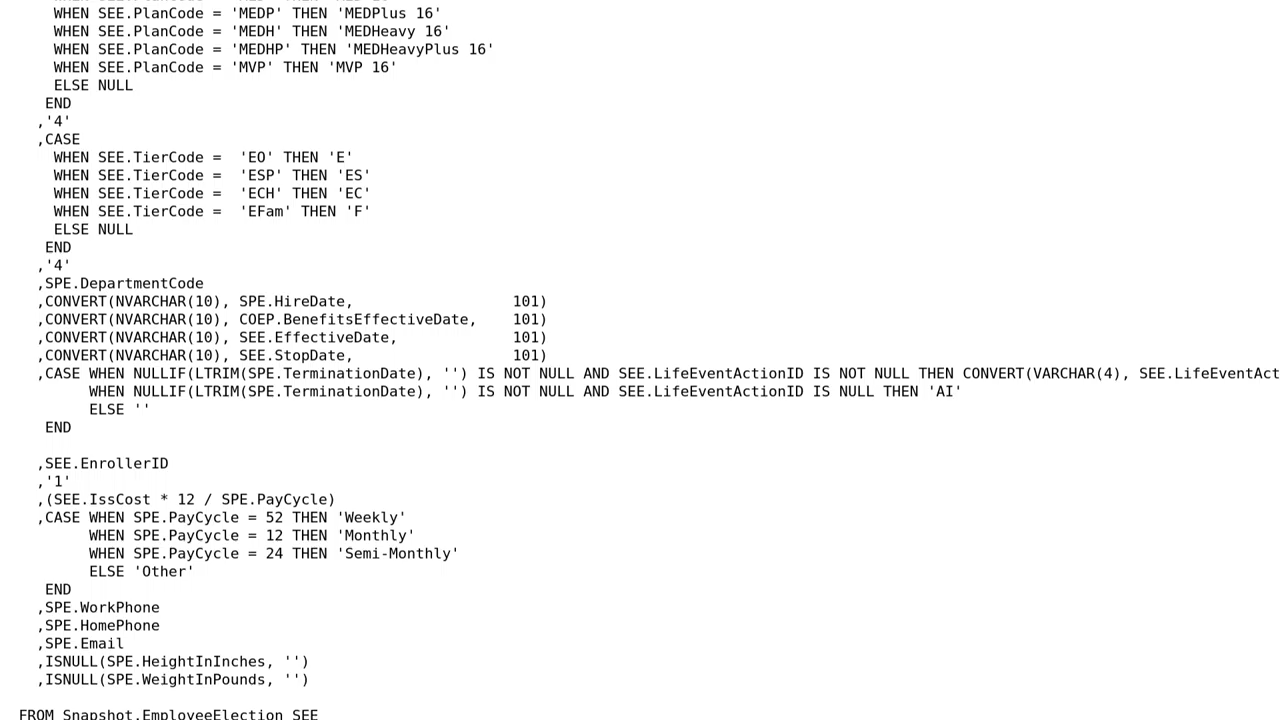 WHEN SEE.PlanCode = 'MEDP' THEN 'MEDPlus 16'
WHEN SEE.PlanCode = 'MEDH' THEN 'MEDHeavy 16'
WHEN SEE.PlanCode = 'MEDHP' THEN 'MEDHeavyPlus 16'
WHEN SEE.PlanCode = 'MVP' THEN 'MVP 16'
ELSE NULL
END
,'4'
,CASE
WHEN SEE.TierCode =  'EO' THEN 'E'
WHEN SEE.TierCode =  'ESP' THEN 'ES'
WHEN SEE.TierCode =  'ECH' THEN 'EC'
WHEN SEE.TierCode =  'EFam' THEN 'F'
ELSE NULL
END
,'4'
,SPE.DepartmentCode
,CONVERT(NVARCHAR(10), SPE.HireDate,                  101)
,CONVERT(NVARCHAR(10), COEP.BenefitsEffectiveDate,    101)
,CONVERT(NVARCHAR(10), SEE.EffectiveDate,             101)
,CONVERT(NVARCHAR(10), SEE.StopDate,                  101)
,CASE WHEN NULLIF(LTRIM(SPE.TerminationDate), '') IS NOT NULL AND SEE.LifeEventActionID IS NOT NULL THEN CONVERT(VARCHAR(4), SEE.LifeEventAct
WHEN NULLIF(LTRIM(SPE.TerminationDate), '') IS NOT NULL AND SEE.LifeEventActionID IS NULL THEN 'AI'
ELSE ''
END
,SEE.EnrollerID
,'1'
,(SEE.IssCost * 12 / SPE.PayCycle)
,CASE WHEN SPE.PayCycle = 52 THEN 'Weekly'
WHEN SPE.PayCycle = 12 THEN 'Monthly'
WHEN SPE.PayCycle = 24 THEN 'Semi-Monthly'
ELSE 'Other'
END
,SPE.WorkPhone
,SPE.HomePhone
,SPE.Email
,ISNULL(SPE.HeightInInches, '')
,ISNULL(SPE.WeightInPounds, '')
FROM Snapshot.EmployeeElection SEE